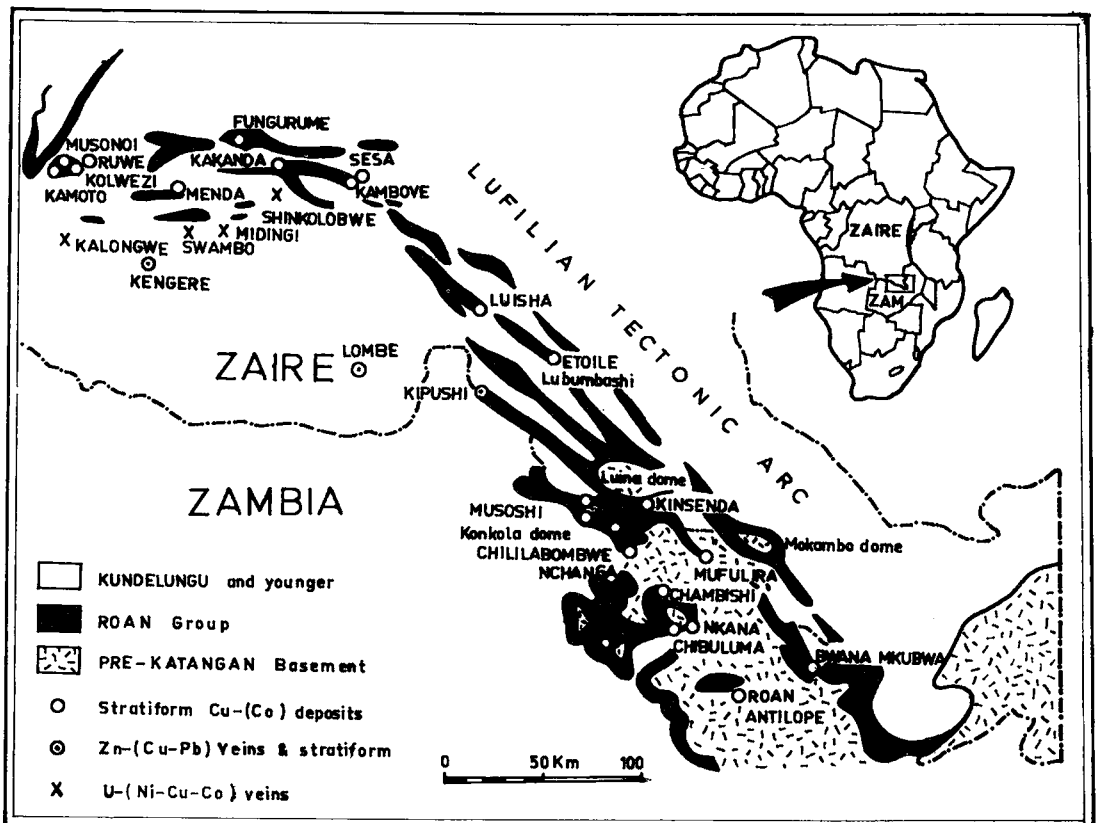 FUNGURUME
MUSONOI
RUWE
KAKANDA
SESA
KOLWEZI
KAMBOVE
KAMOTO
MENDA
SHINKOLOBWE
MIDINGI
KALONGWE
SWAMBO
KENGERE
LUISHA
LUFILIAN TECTONIC ARC
ZAIRE
LOMBE
ETOILE
Lubumbashi
KIPUSHI
ZAMBIA
Luina dome
MUSOSHI
KINSENDA
Konkola dome
Mokambo dome
CHILILABOMBWE
NCHANGA
MUFULIRA
CHAMBISHI
NKANA
CHIBULUMA
BWANA MKUBWA
ROAN
ANTILOPE
ZAIRE
ZAM
KUNDELUNGU and younger
ROAN Group
PRE-KATANGAN Basement
Stratiform Cu-(Co) deposits
Zn-(Cu-Pb) Veins & stratiform
U-(Ni-Cu-Co) veins
0 50 Km 100